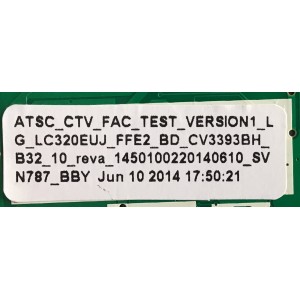 ATSC_CTV_FAC_TEST_VERSION1_L
G_LC320EUJ_FFE2_BD_CV3393BH_
B32_10_reva_1450100220140610_SV
N787_BBY Jun 10 2014 17:50:21